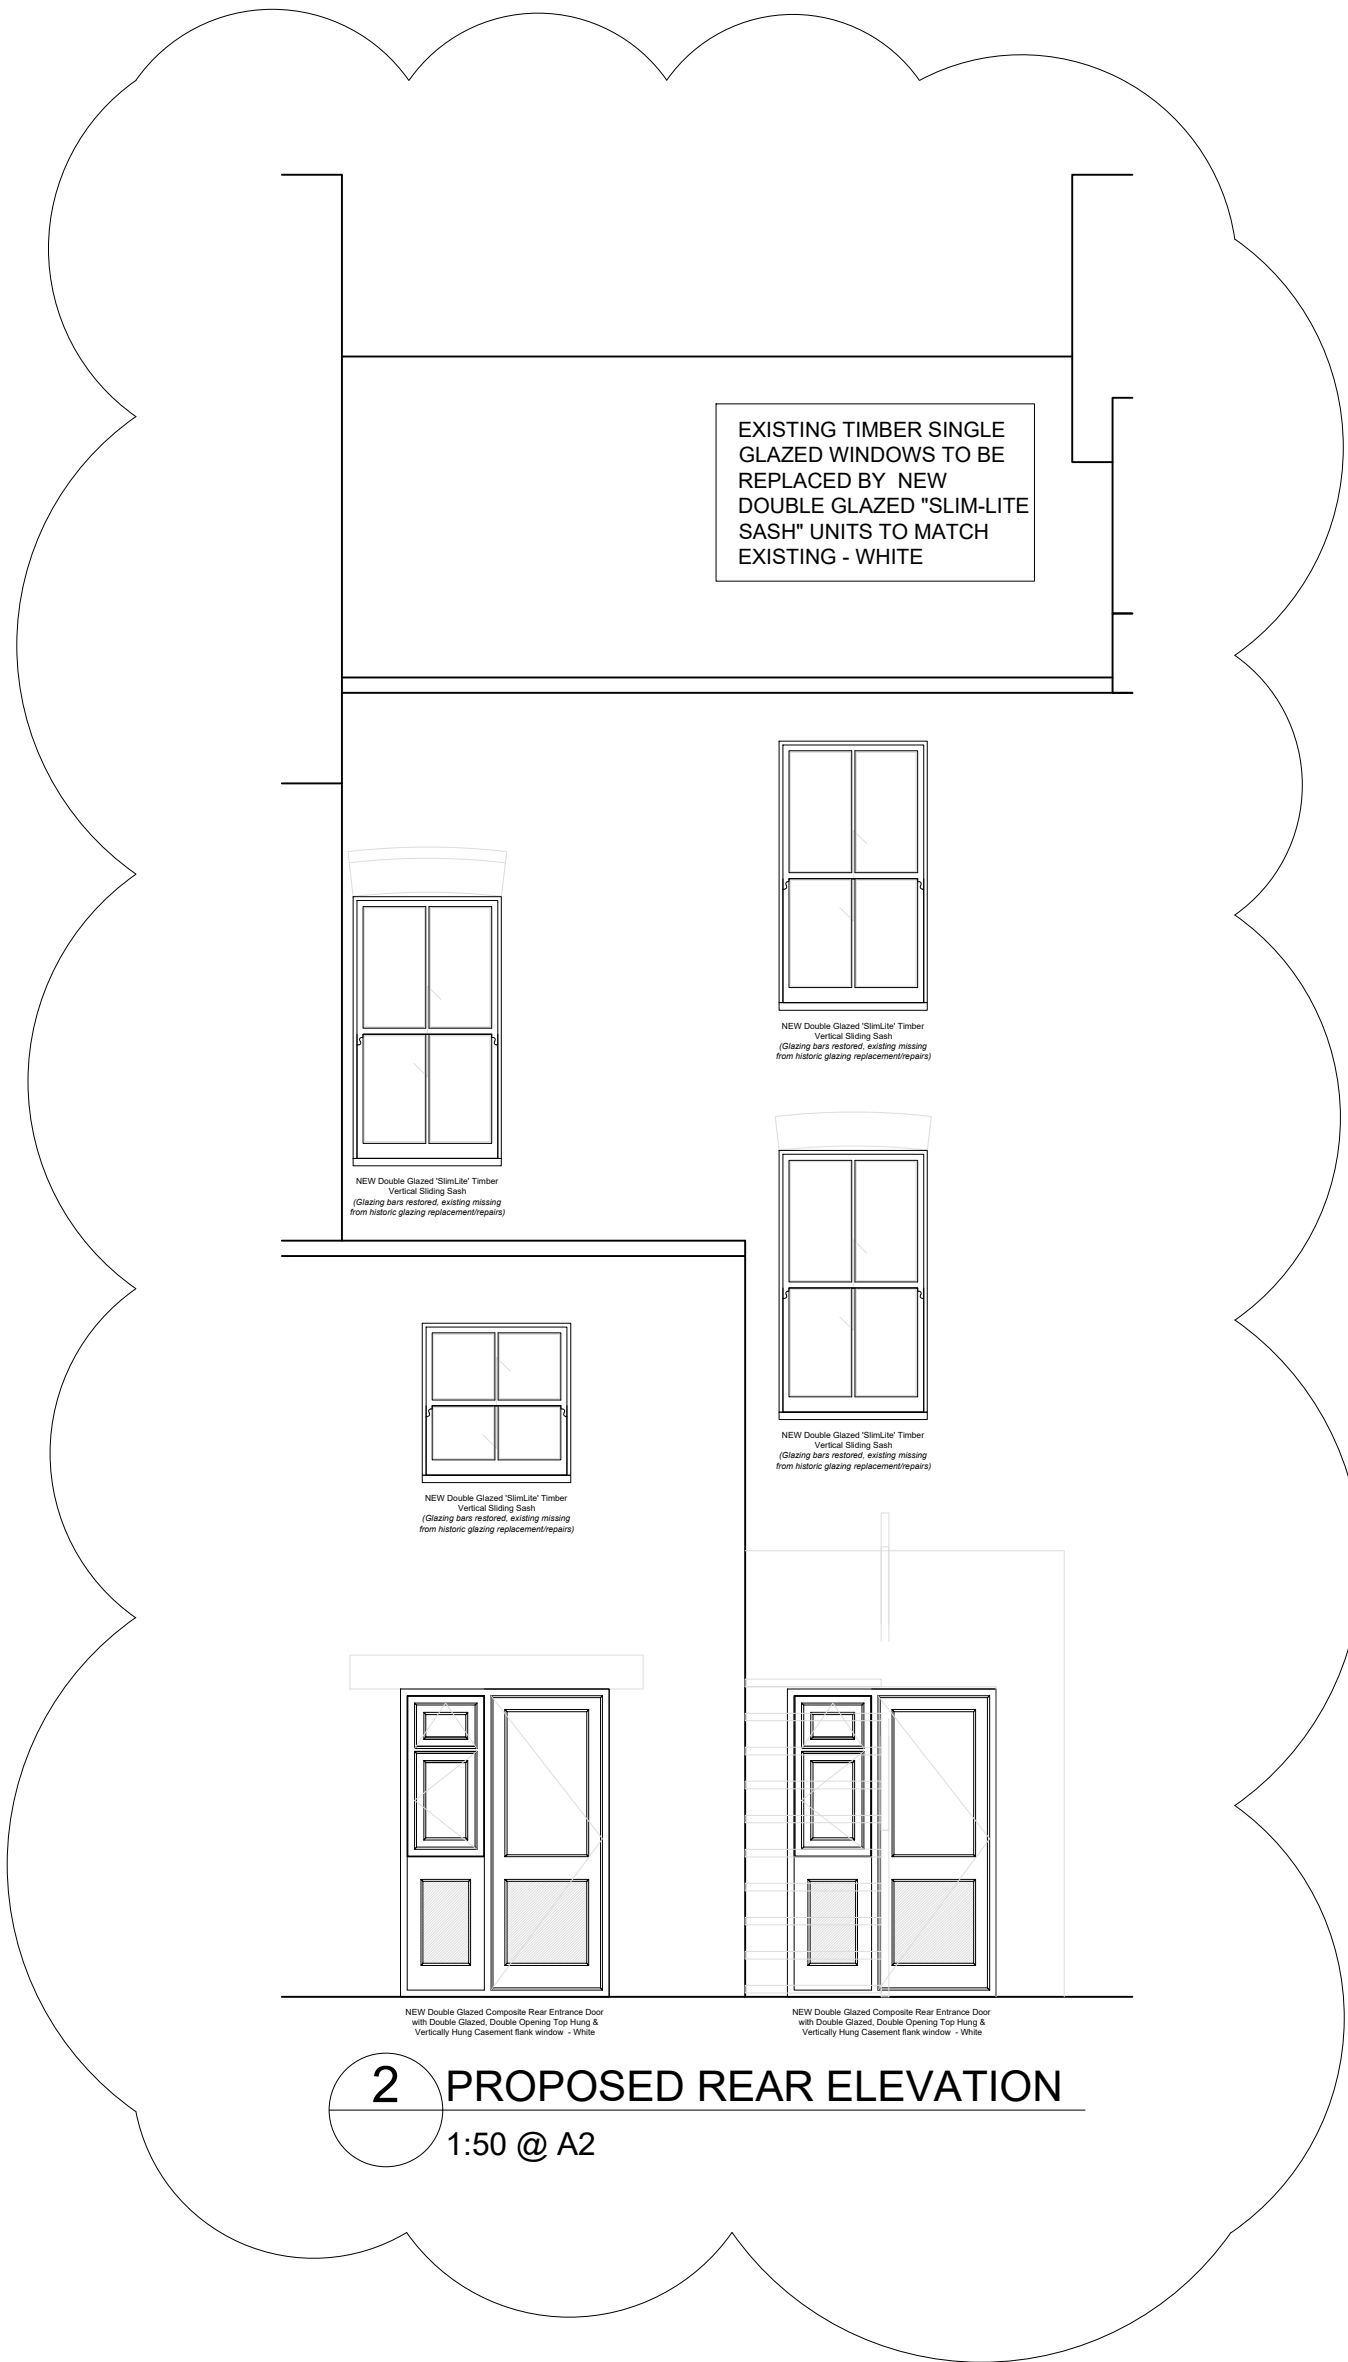 EXISTING TIMBER SINGLE
GLAZED WINDOWS TO BE
REPLACED BY NEW
DOUBLE GLAZED "SLIM-LITE
SASH" UNITS TO MATCH
EXISTING - WHITE
NEW Double Glazed 'SlimLite' Timber
Vertical Sliding Sash
(Glazing bars restored, existing missing
from historic glazing replacement/repairs)
NEW Double Glazed 'SlimLite' Timber
Vertical Sliding Sash
(Glazing bars restored, existing missing
from historic glazing replacement/repairs)
NEW Double Glazed 'SlimLite' Timber
Vertical Sliding Sash
(Glazing bars restored, existing missing
from historic glazing replacement/repairs)
NEW Double Glazed 'SlimLite' Timber
Vertical Sliding Sash
(Glazing bars restored, existing missing
from historic glazing replacement/repairs)
NEW Double Glazed Composite Rear Entrance Door
with Double Glazed, Double Opening Top Hung &
Vertically Hung Casement flank window - White
NEW Double Glazed Composite Rear Entrance Door
with Double Glazed, Double Opening Top Hung &
Vertically Hung Casement flank window - White
2 PROPOSED REAR ELEVATION
1:50 @ A2